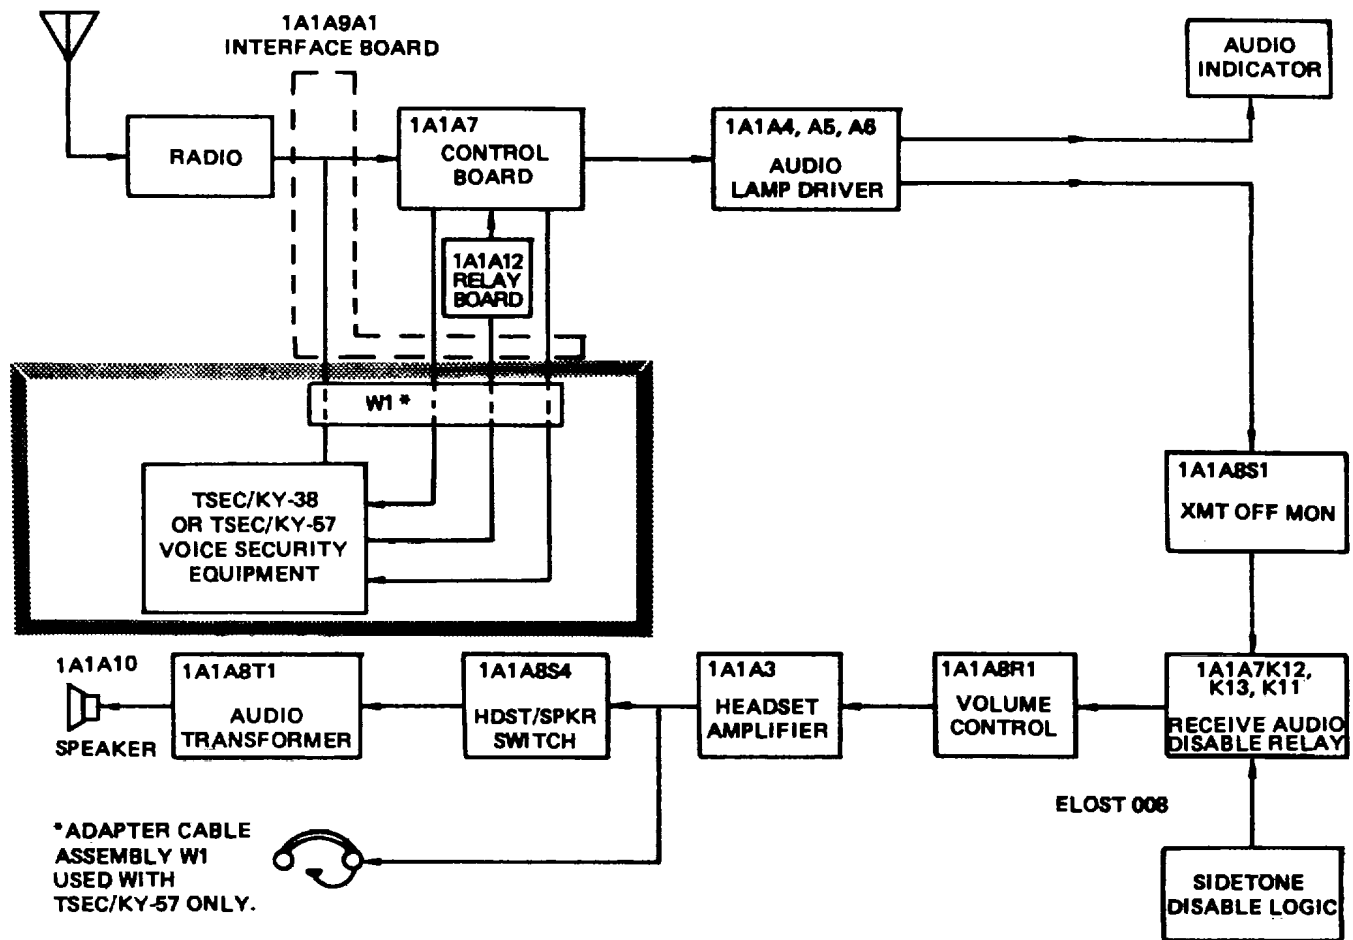 1A1A9A1
INTERFACE BOARD
AUDIO
INDICATOR
RADIO
1A1A7
CONTROL
BOARD
1A1A4, A5, A6
AUDIO
LAMP DRIVER
1A1A12
RELAY
BOARD
W1 *
TSEC/KY-38
OR TSEC/KY-57
VOICE SECURITY
EQUIPMENT
1A1A8S1
XMT OFF MON
1A1A10
SPEAKER
1A1A8T1
AUDIO
TRANSFORMER
1A1A8S4
HDST/SPKR
SWITCH
1A1A3
HEADSET
AMPLIFIER
1A1A8R1
VOLUME
CONTROL
1A1A7K12,
K13, K11
RECEIVE AUDIO
DISABLE RELAY
ELOST 008
*ADAPTER CABLE
ASSEMBLY W1
USED WITH
TSEC/KY-57 ONLY.
SIDETONE
DISABLE LOGIC